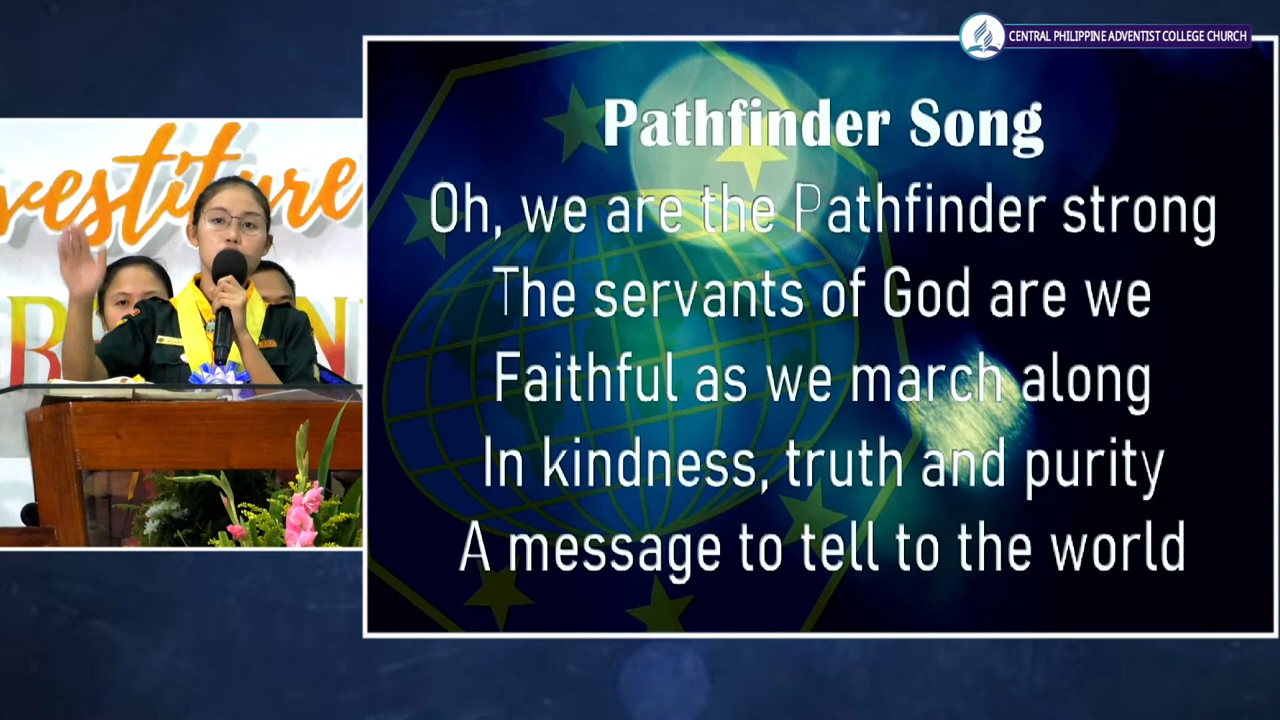 CENTRAL PHILIPPINE ADVENTIST COLLEGE CHURCH
Pathfinder Song
Oh, we are the Pathfinder strong
The servants of God are we
Faithful as we march along
In kindness, truth and purity
A message to tell to the world
vestiture